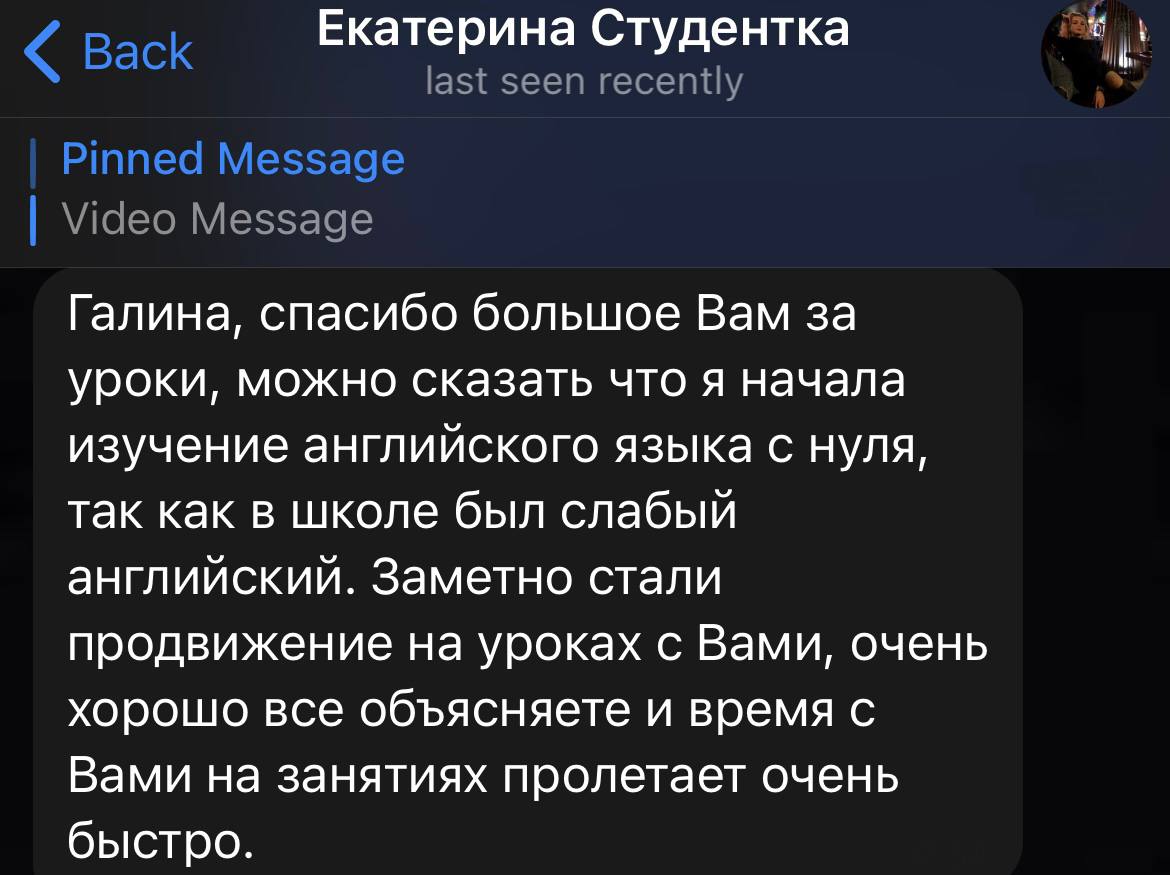 Back
Екатерина Студентка
last seen recently
Pinned Message
Video Message
Галина, спасибо большое Вам за
уроки, можно сказать что я начала
изучение английского языка с нуля,
так как в школе был слабый
английский. Заметно стали
продвижение на уроках с Вами, очень
хорошо все объясняете и время с
Вами на занятиях пролетает очень
быстро.